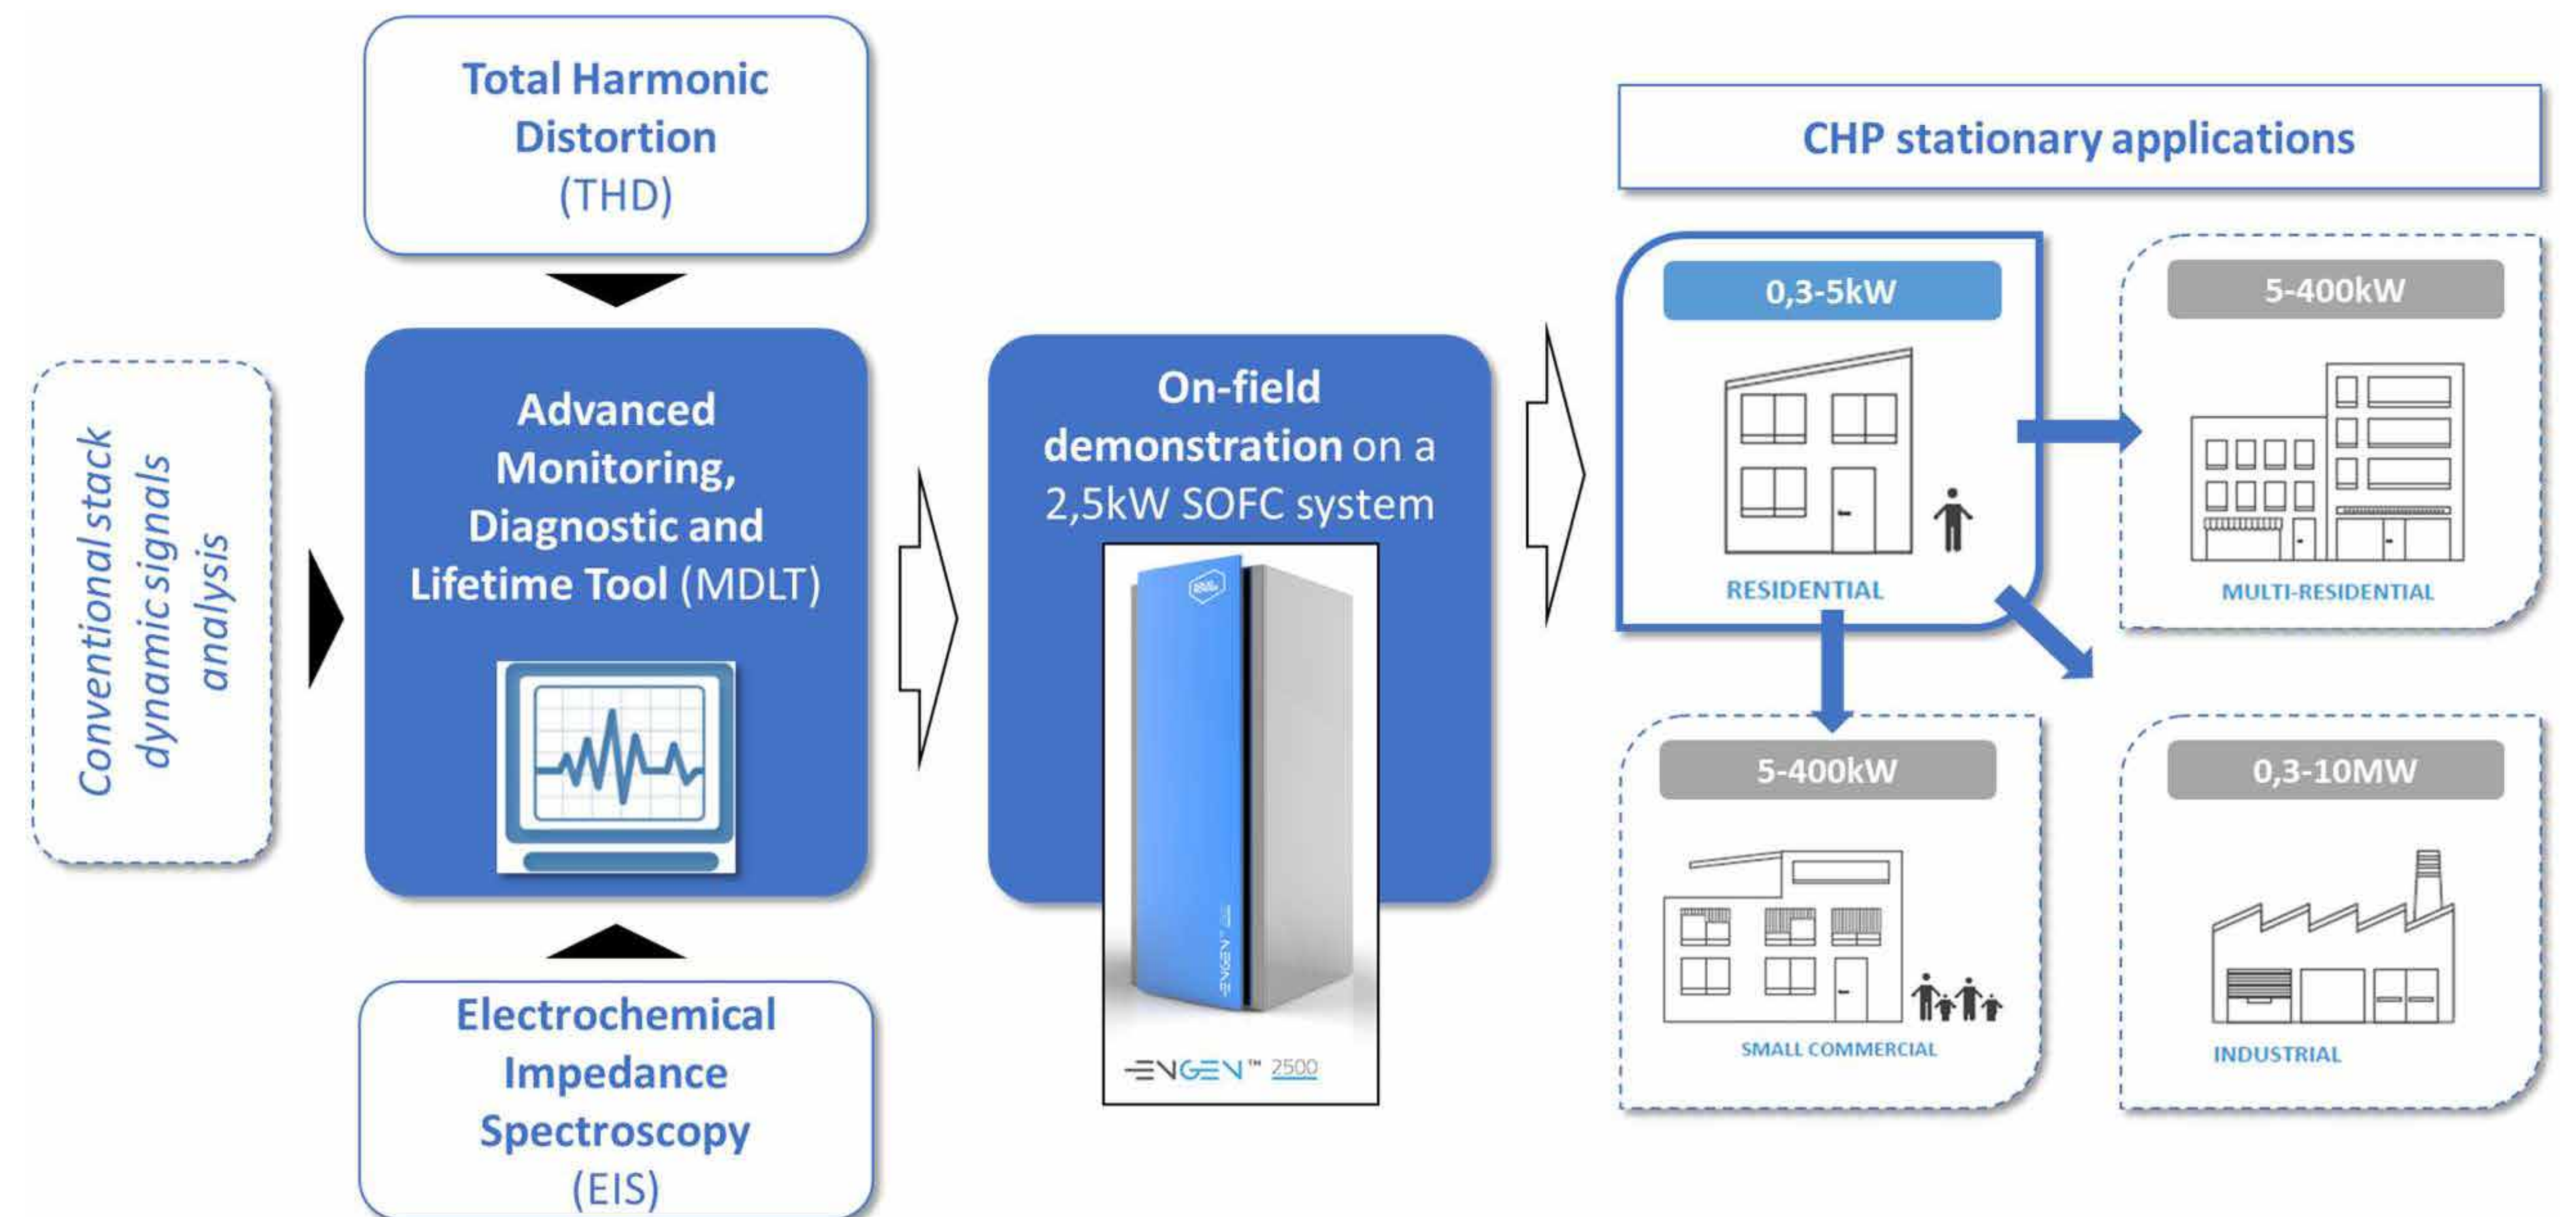 Total Harmonic
Distortion
(THD)
Conventional stack
dynamic signals
analysis
Advanced
Monitoring,
Diagnostic and
Lifetime Tool (MDLT)
Electrochemical
Impedance
Spectroscopy
(EIS)
On-field
demonstration on a
2,5kW SOFC system
ENGEN™
ENGEN™ 2500
CHP stationary applications
0,3-5kW
RESIDENTIAL
5-400kW
MULTI-RESIDENTIAL
5-400kW
SMALL COMMERCIAL
0,3-10MW
INDUSTRIAL